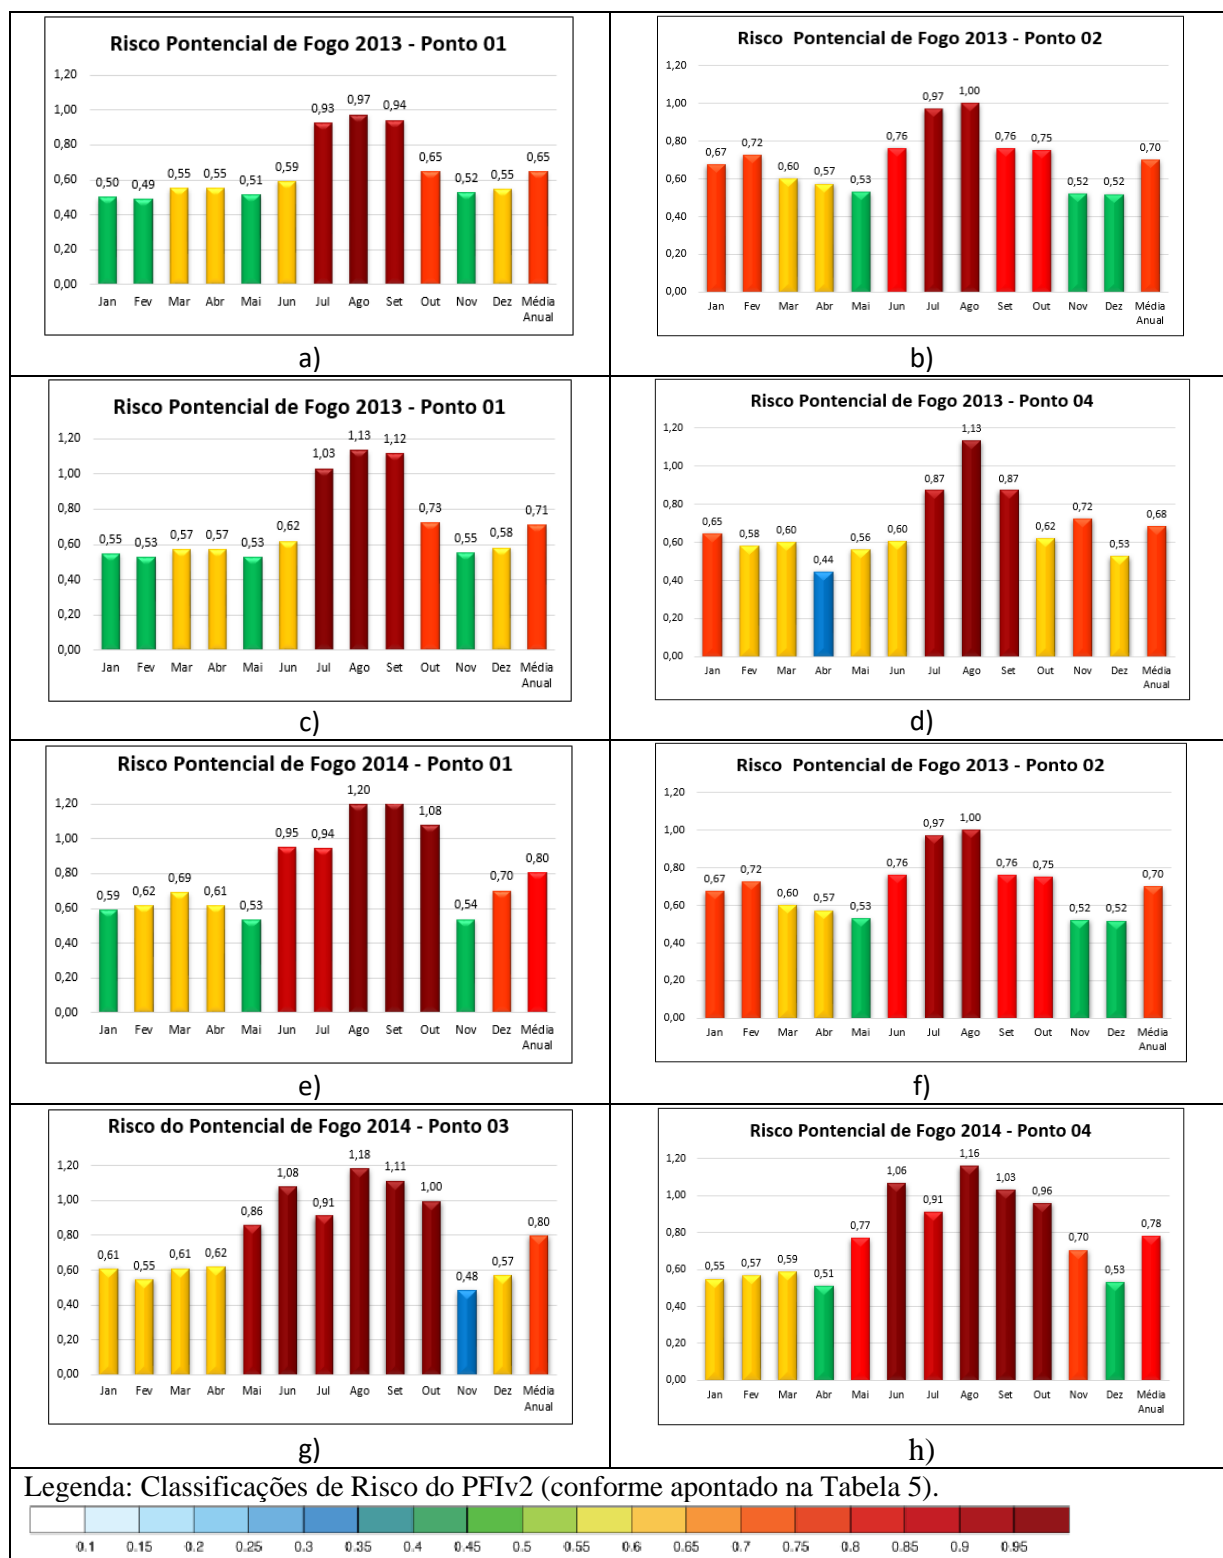 Risco Pontencial de Fogo 2013 - Ponto 01
1,20
1,00
0,80
0,60
0,40
0,20
0,00
0,50 0,49 0,55 0,55 0,51 0,59 0,93 0,97 0,94 0,65 0,52 0,55 0,65
Jan Fev Mar Abr Mai Jun Jul Ago Set Out Nov Dez Média Anual
a)
Risco Pontencial de Fogo 2013 - Ponto 02
1,20
1,00
0,80
0,60
0,40
0,20
0,00
0,67 0,72 0,60 0,57 0,53 0,76 0,97 1,00 0,76 0,75 0,52 0,52 0,70
Jan Fev Mar Abr Mai Jun Jul Ago Set Out Nov Dez Média Anual
b)
Risco Pontencial de Fogo 2013 - Ponto 01
1,20
1,00
0,80
0,60
0,40
0,20
0,00
0,55 0,53 0,57 0,57 0,53 0,62 1,03 1,13 1,12 0,73 0,55 0,58 0,71
Jan Fev Mar Abr Mai Jun Jul Ago Set Out Nov Dez Média Anual
c)
Risco Pontencial de Fogo 2013 - Ponto 04
1,20
1,00
0,80
0,60
0,40
0,20
0,00
0,65 0,58 0,60 0,44 0,56 0,60 0,87 1,13 0,87 0,62 0,72 0,53 0,68
Jan Fev Mar Abr Mai Jun Jul Ago Set Out Nov Dez Média Anual
d)
Risco Pontencial de Fogo 2014 - Ponto 01
1,20
1,00
0,80
0,60
0,40
0,20
0,00
0,59 0,62 0,69 0,61 0,53 0,95 0,94 1,20 1,08 0,54 0,70 0,80
Jan Fev Mar Abr Mai Jun Jul Ago Set Out Nov Dez Média Anual
e)
Risco Pontencial de Fogo 2013 - Ponto 02
1,20
1,00
0,80
0,60
0,40
0,20
0,00
0,67 0,72 0,60 0,57 0,53 0,76 0,97 1,00 0,76 0,75 0,52 0,52 0,70
Jan Fev Mar Abr Mai Jun Jul Ago Set Out Nov Dez Média Anual
f)
Risco do Pontencial de Fogo 2014 - Ponto 03
1,20
1,00
0,80
0,60
0,40
0,20
0,00
0,61 0,55 0,61 0,62 0,86 1,08 0,91 1,18 1,11 1,00 0,48 0,57 0,80
Jan Fev Mar Abr Mai Jun Jul Ago Set Out Nov Dez Média Anual
g)
Risco Pontencial de Fogo 2014 - Ponto 04
1,20
1,00
0,80
0,60
0,40
0,20
0,00
0,55 0,57 0,59 0,51 0,77 1,06 0,91 1,16 1,03 0,96 0,70 0,53 0,78
Jan Fev Mar Abr Mai Jun Jul Ago Set Out Nov Dez Média Anual
h)
Legenda: Classificações de Risco do PFIv2 (conforme apontado na Tabela 5).
0.1 0.15 0.2 0.25 0.3 0.35 0.4 0.45 0.5 0.55 0.6 0.65 0.7 0.75 0.8 0.85 0.9 0.95